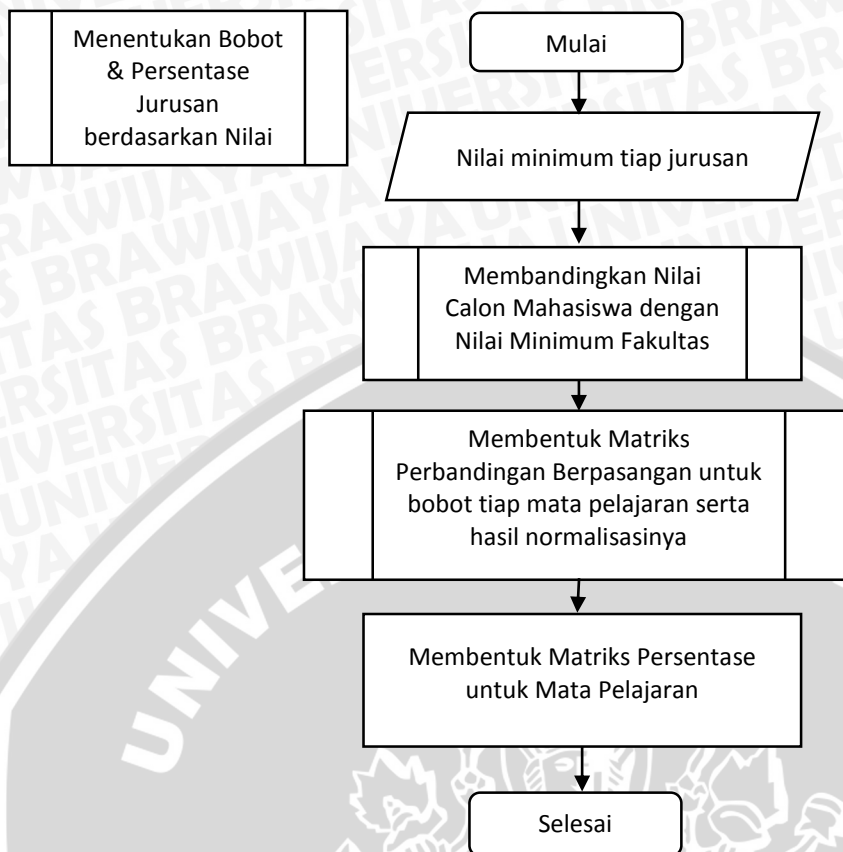 Menentukan Bobot
& Persentase
Jurusan
berdasarkan Nilai
Mulai
Nilai minimum tiap jurusan
Membandingkan Nilai
Calon Mahasiswa dengan
Nilai Minimum Fakultas
Membentuk Matriks
Perbandingan Berpasangan untuk
bobot tiap mata pelajaran serta
hasil normalisasinya
Membentuk Matriks Persentase
untuk Mata Pelajaran
Selesai